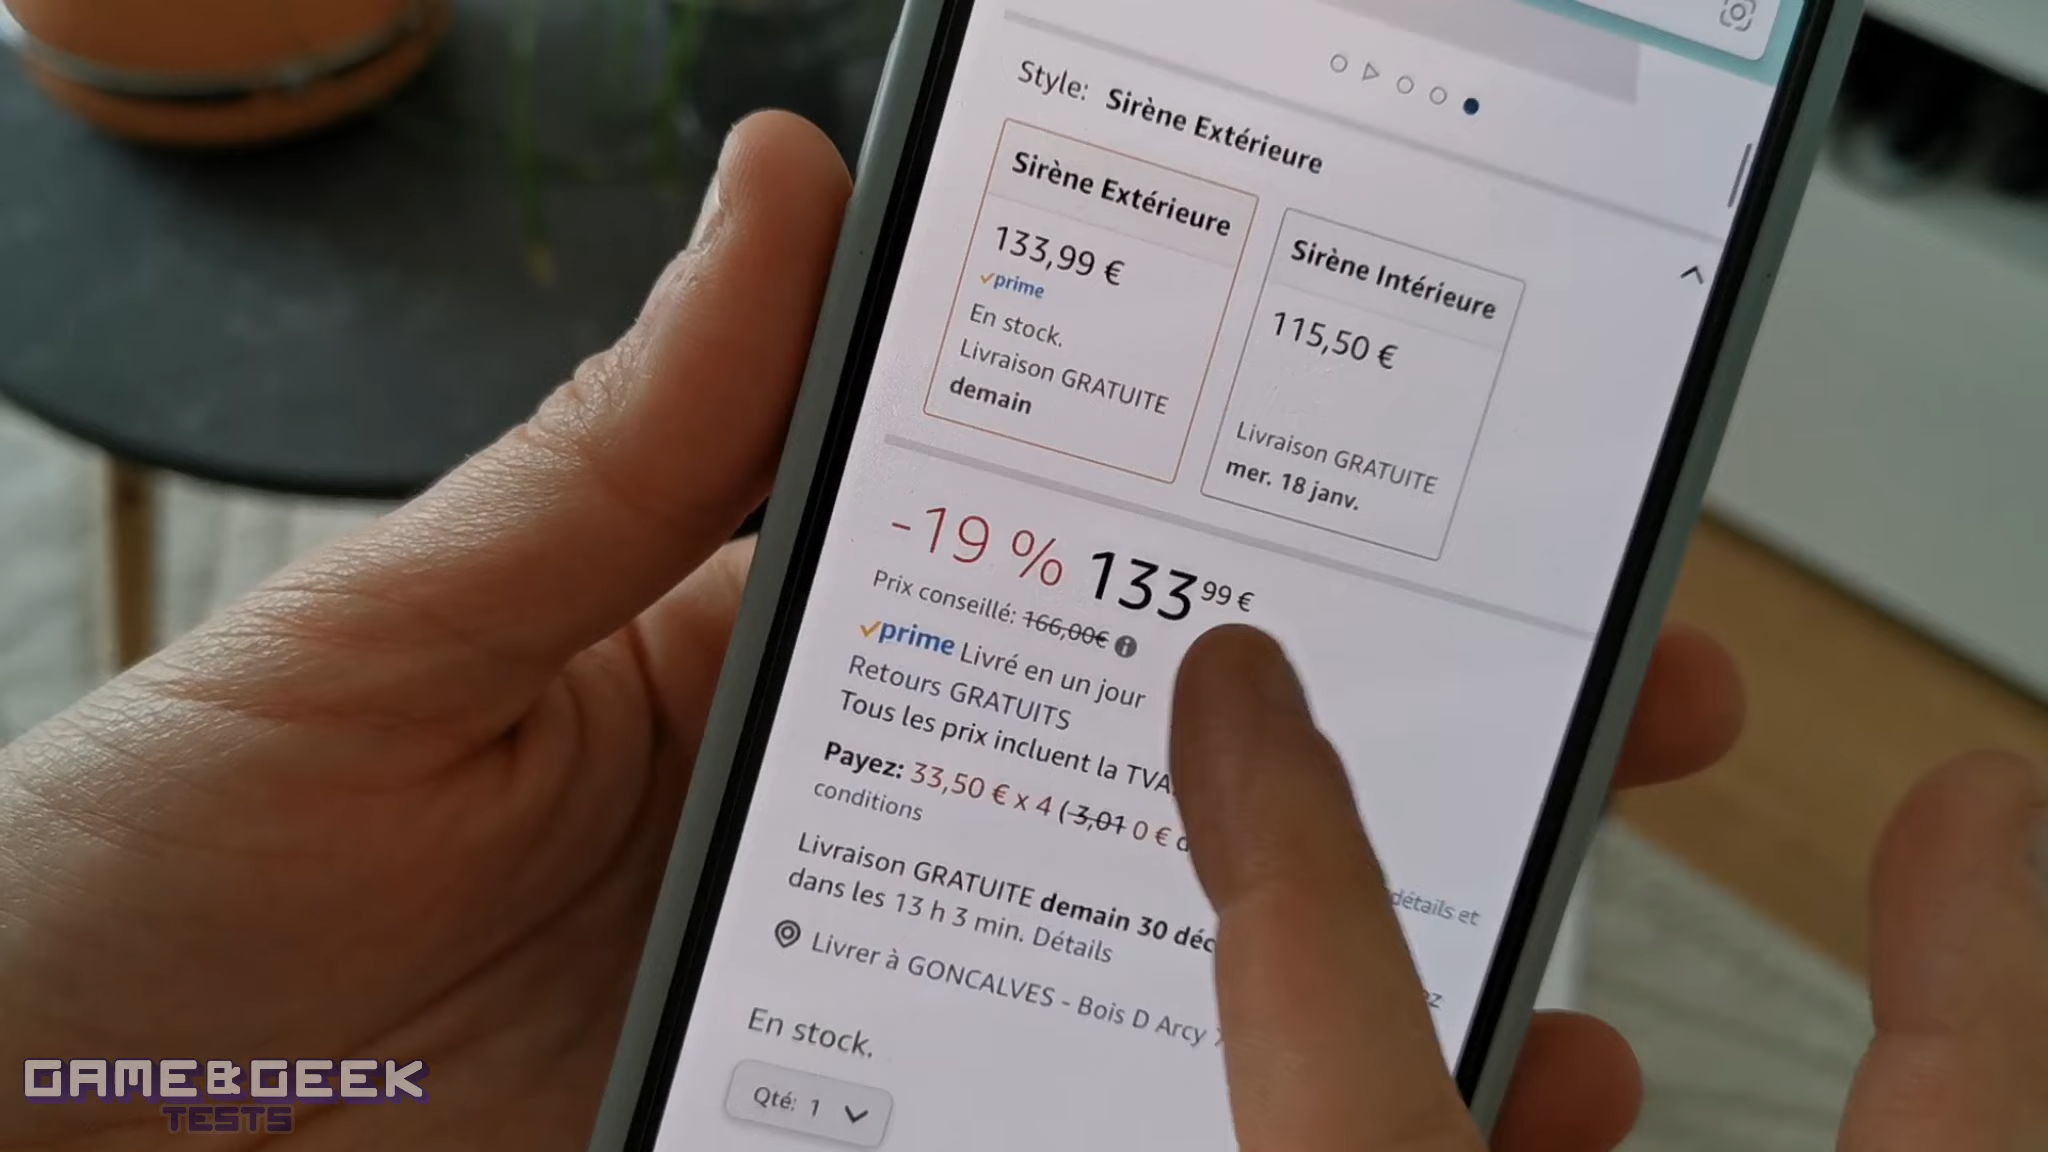 Style: Sirène Extérieure
Sirène Extérieure
133,99 €
prime
En stock.
Livraison GRATUITE
demain
Sirène Intérieure
115,50 €
Livraison GRATUITE
mer. 18 janv.
-19 % 133 99 €
Prix conseillé: 166,00€
prime Livré en un jour
Retours GRATUITS
Tous les prix incluent la TVA.
Payez: 33,50 € x 4 (3,01 0 € d
détails et
conditions
Livraison GRATUITE demain 30 déc
dans les 13 h 3 min. Détails
Livrer à GONCALVES - Bois D Arcy
En stock.
Qté: 1
GAME&GEEK
TESTS